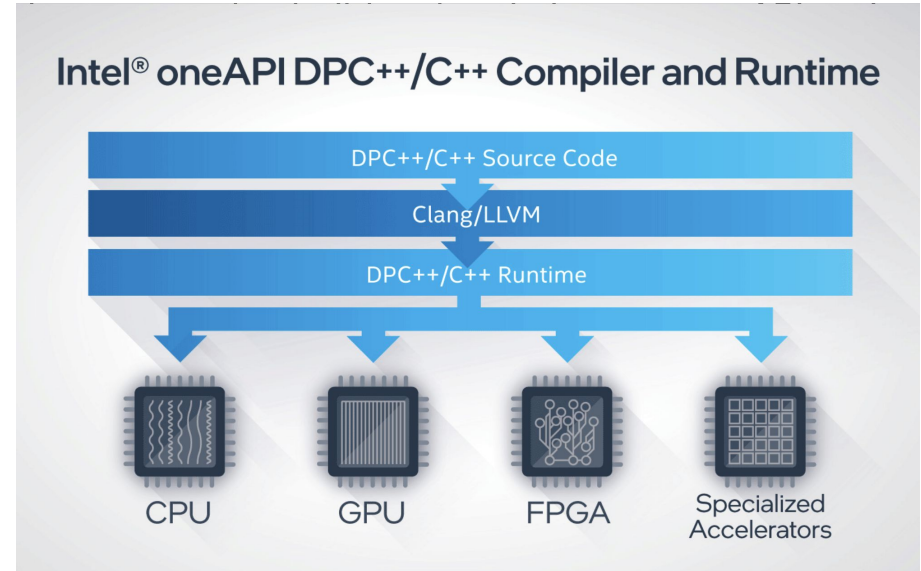 Intel® oneAPI DPC++/C++ Compiler and Runtime
DPC++/C++ Source Code
Clang/LLVM
DPC++/C++ Runtime
CPU
GPU
FPGA
Specialized
Accelerators